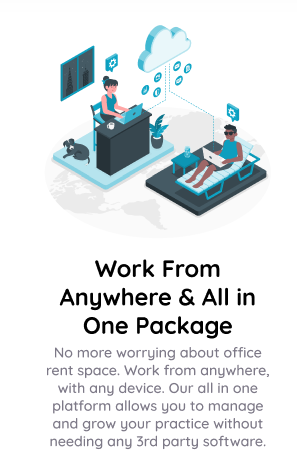 Work From
Anywhere & All in
One Package
No more worrying about office
rent space. Work from anywhere,
with any device. Our all in one
platform allows you to manage
and grow your practice without
needing any 3rd party software.